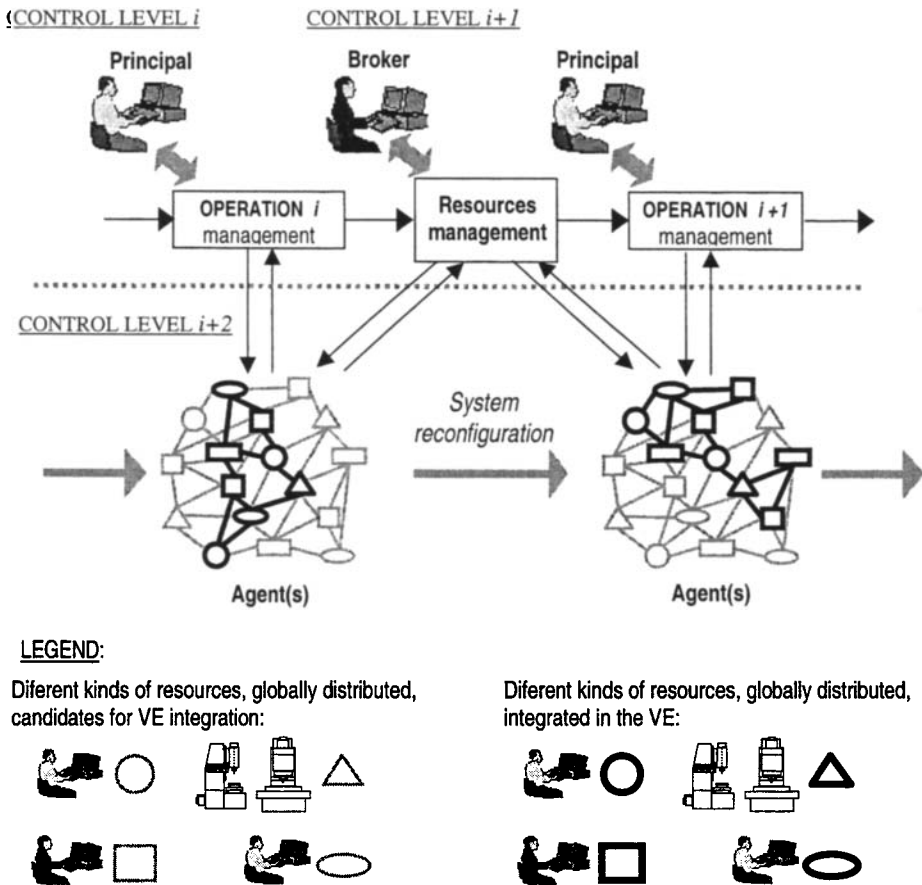 CONTROL LEVEL i
CONTROL LEVEL i+1
Principal
Broker
Principal
OPERATION i
management
Resources
management
OPERATION i+1
management
CONTROL LEVEL i+2
System
reconfiguration
Agent(s)
Agent(s)
LEGEND:
Diferent kinds of resources, globally distributed,
candidates for VE integration:
Diferent kinds of resources, globally distributed,
integrated in the VE: